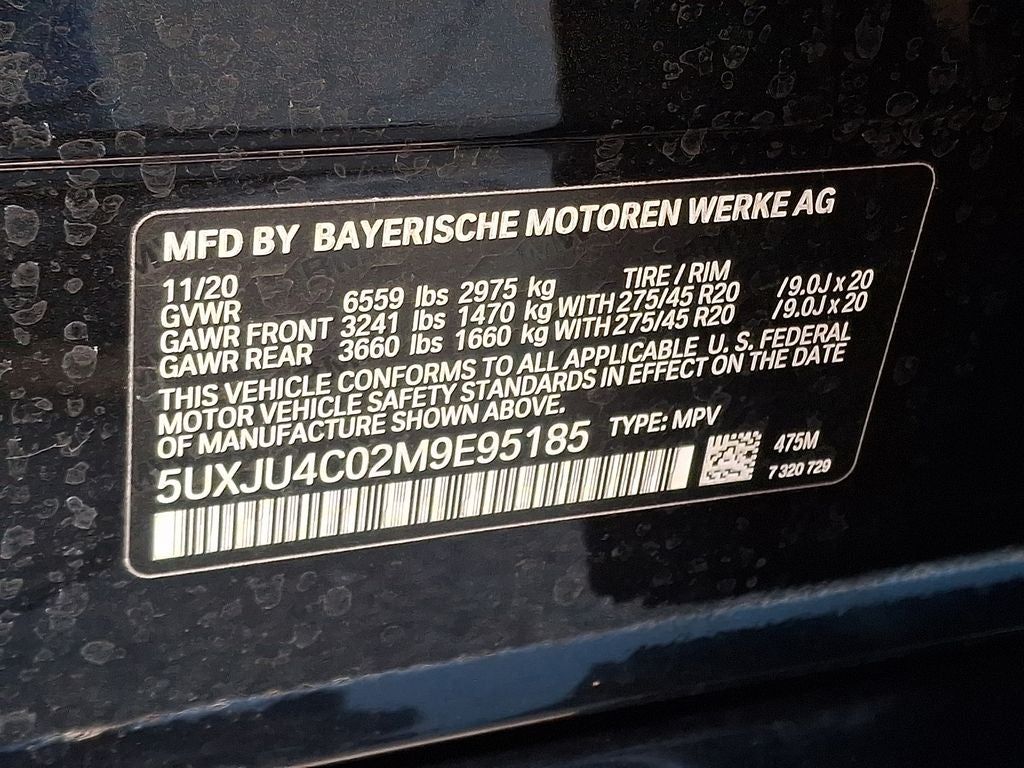 MFD BY BAYERISCHE MOTOREN WERKE AG
11/20
GVWR 6559 lbs 2975 kg TIRE / RIM
GAWR FRONT 3241 lbs 1470 kg WITH 275/45 R20 /9.0J x 20
GAWR REAR 3660 lbs 1660 kg WITH 275/45 R20 /9.0J x 20
THIS VEHICLE CONFORMS TO ALL APPLICABLE U. S. FEDERAL
MOTOR VEHICLE SAFETY STANDARDS IN EFFECT ON THE DATE
OF MANUFACTURE SHOWN ABOVE.
5UXJU4C02M9E95185 TYPE: MPV
475M
7 320 729